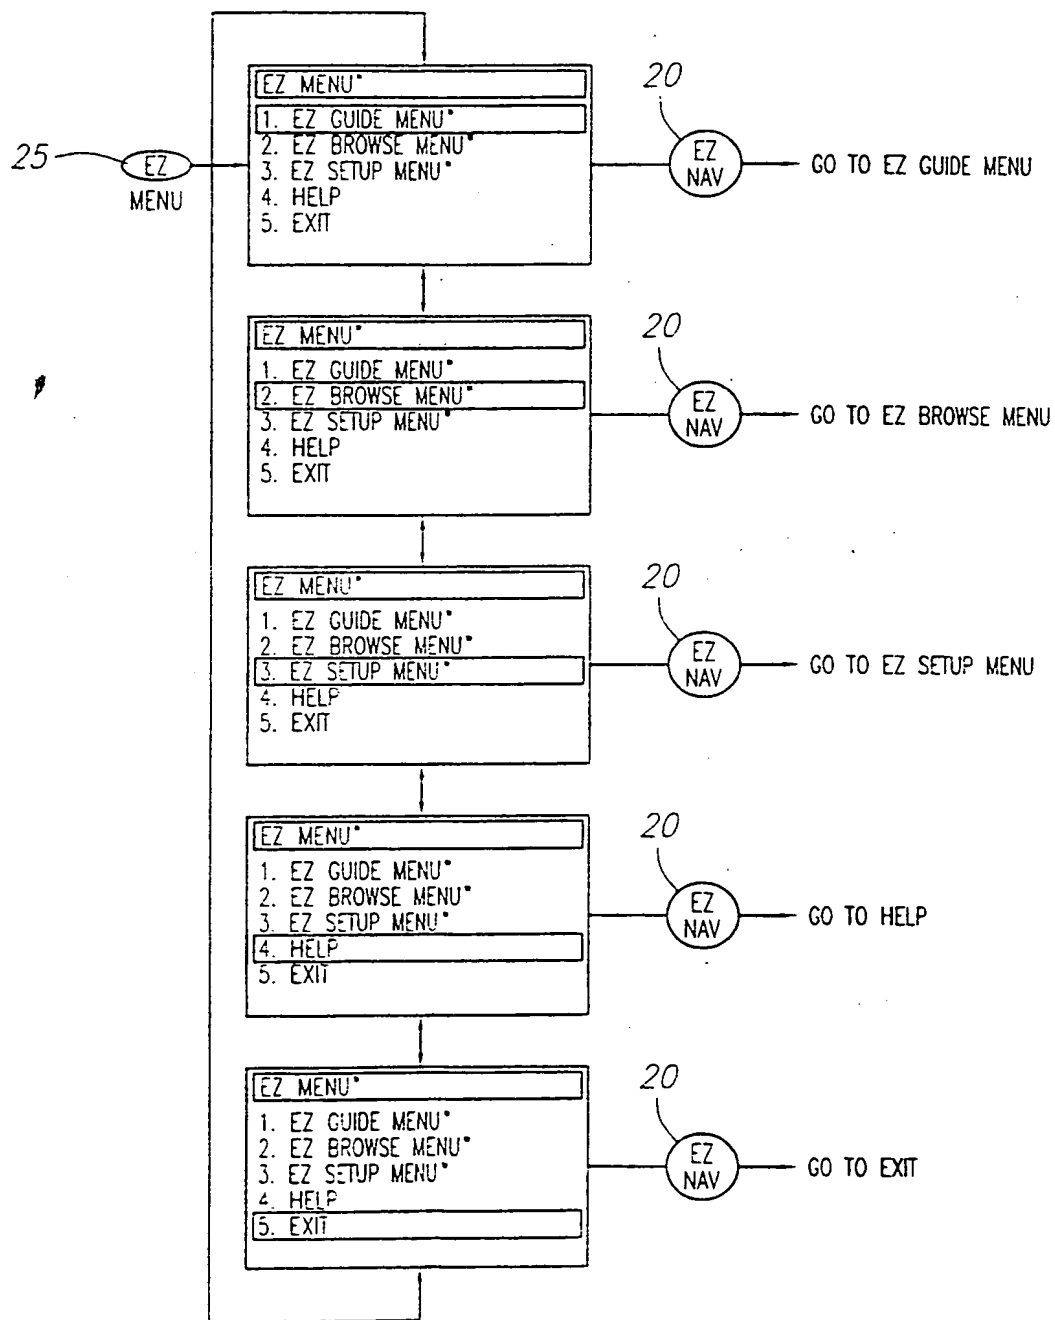 EZ MENU*
1. EZ GUIDE MENU*
2. EZ BROWSE MENU*
3. EZ SETUP MENU*
4. HELP
5. EXIT
25
EZ
MENU
20
EZ
NAV
GO TO EZ GUIDE MENU
EZ MENU*
1. EZ GUIDE MENU*
2. EZ BROWSE MENU*
3. EZ SETUP MENU*
4. HELP
5. EXIT
20
EZ
NAV
GO TO EZ BROWSE MENU
EZ MENU*
1. EZ GUIDE MENU*
2. EZ BROWSE MENU*
3. EZ SETUP MENU*
4. HELP
5. EXIT
20
EZ
NAV
GO TO EZ SETUP MENU
EZ MENU*
1. EZ GUIDE MENU*
2. EZ BROWSE MENU*
3. EZ SETUP MENU*
4. HELP
5. EXIT
20
EZ
NAV
GO TO HELP
EZ MENU*
1. EZ GUIDE MENU*
2. EZ BROWSE MENU*
3. EZ SETUP MENU*
4. HELP
5. EXIT
20
EZ
NAV
GO TO EXIT